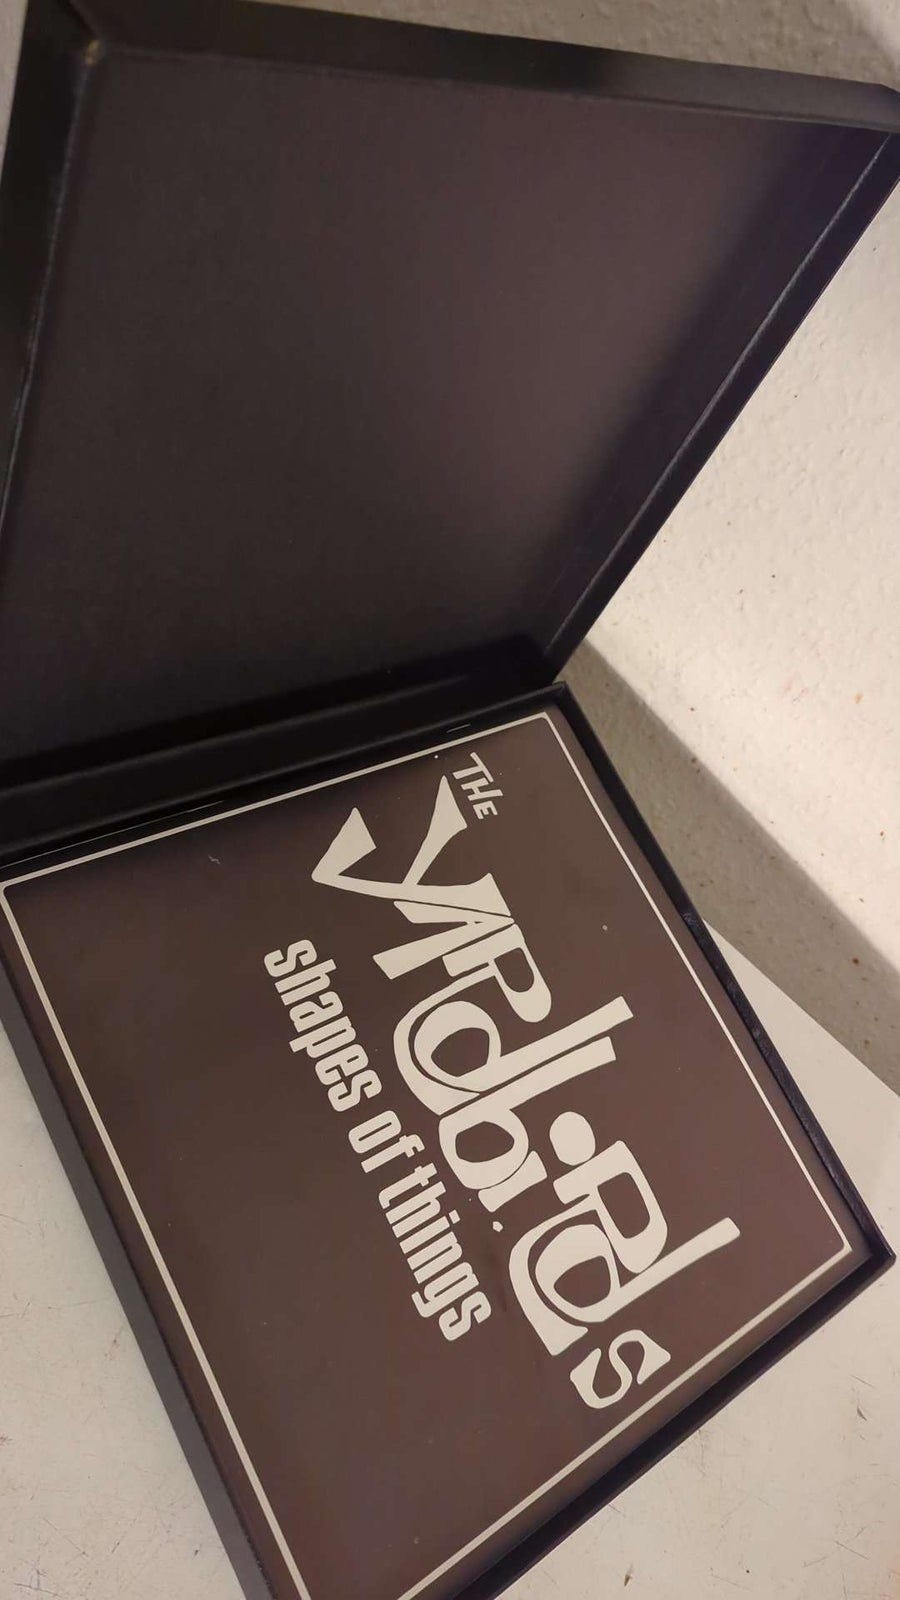 THE
YARdbiRds
shapes of things